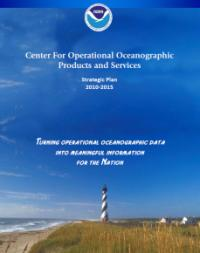 NOAA
Center For Operational Oceanographic
Products and Services
Strategic Plan
2010-2015
Turning operational oceanographic data
into meaningful information
for the Nation